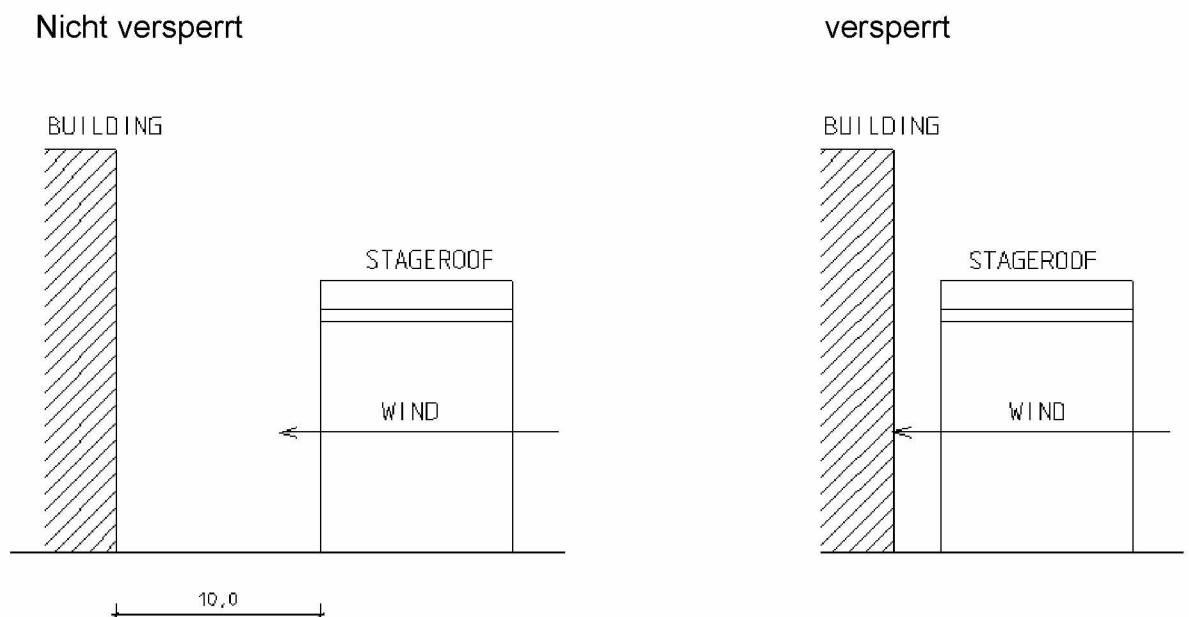 Nicht versperrt
BUILDING
STAGEROOF
WIND
10,0
versperrt
BUILDING
STAGEROOF
WIND